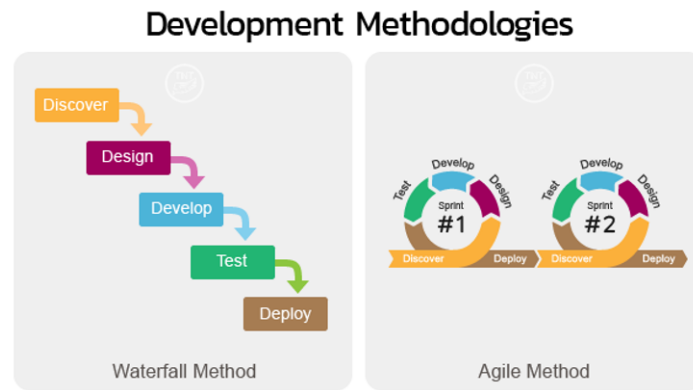 Development Methodologies
Discover
Design
Develop
Test
Deploy
Waterfall Method
Test
Develop
Design
Sprint
#1
Discover
Deploy
Test
Develop
Design
Sprint
#2
Discover
Deploy
Agile Method